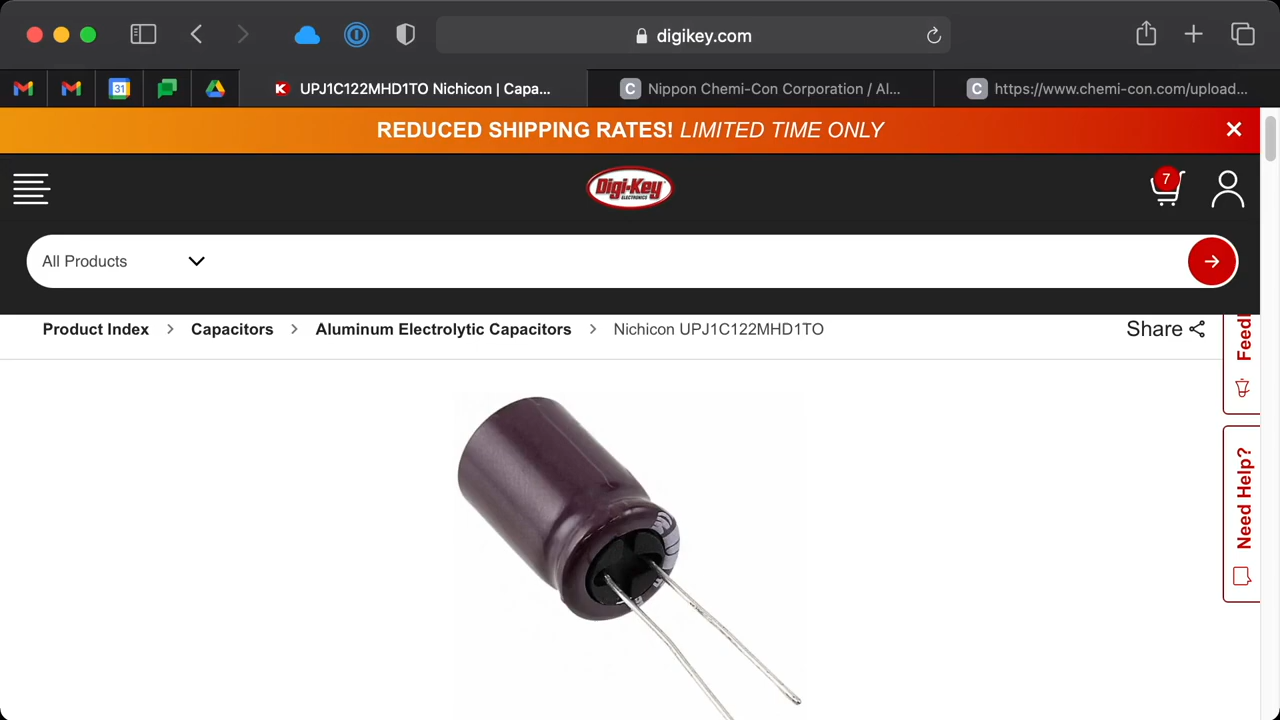 digikey.com
31
K UPJ1C122MHD1TO Nichicon | Capa...
C Nippon Chemi-Con Corporation / Al...
C https://www.chemi-con.com/upload...
REDUCED SHIPPING RATES! LIMITED TIME ONLY
Digi-Key
ELECTRONICS
7
All Products
Product Index > Capacitors > Aluminum Electrolytic Capacitors > Nichicon UPJ1C122MHD1TO
Share
Need Help?